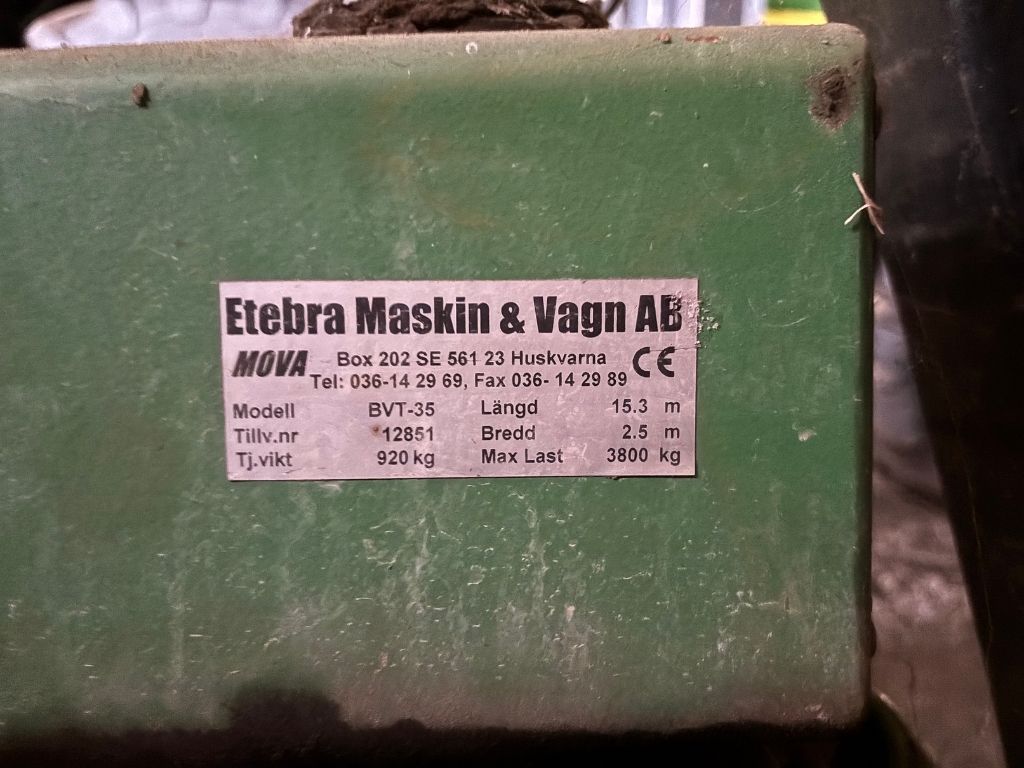 Etebra Maskin & Vagn AB
MOVA Box 202 SE 561 23 Huskvarna CE
Tel: 036-14 29 69, Fax 036- 14 29 89
Modell BVT-35 Längd 15.3 m
Tillv.nr 12851 Bredd 2.5 m
Tj.vikt 920 kg Max Last 3800 kg